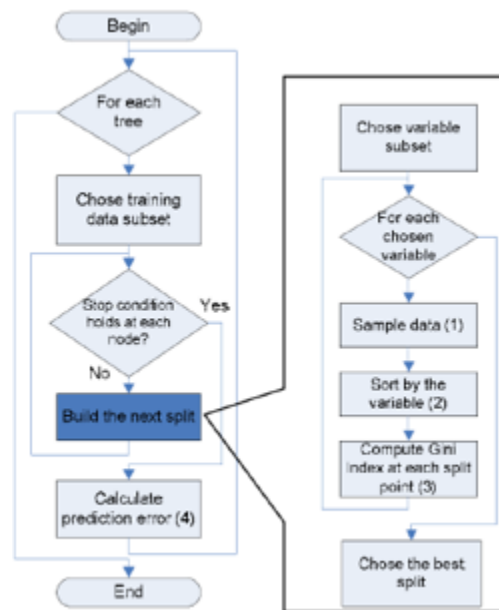 Begin
For each
tree
Chose training
data subset
Stop condition
holds at each
node?
Yes
No
Build the next split
Calculate
prediction error (4)
End
Chose variable
subset
For each
chosen
variable
Sample data (1)
Sort by the
variable (2)
Compute Gini
Index at each split
point (3)
Chose the best
split